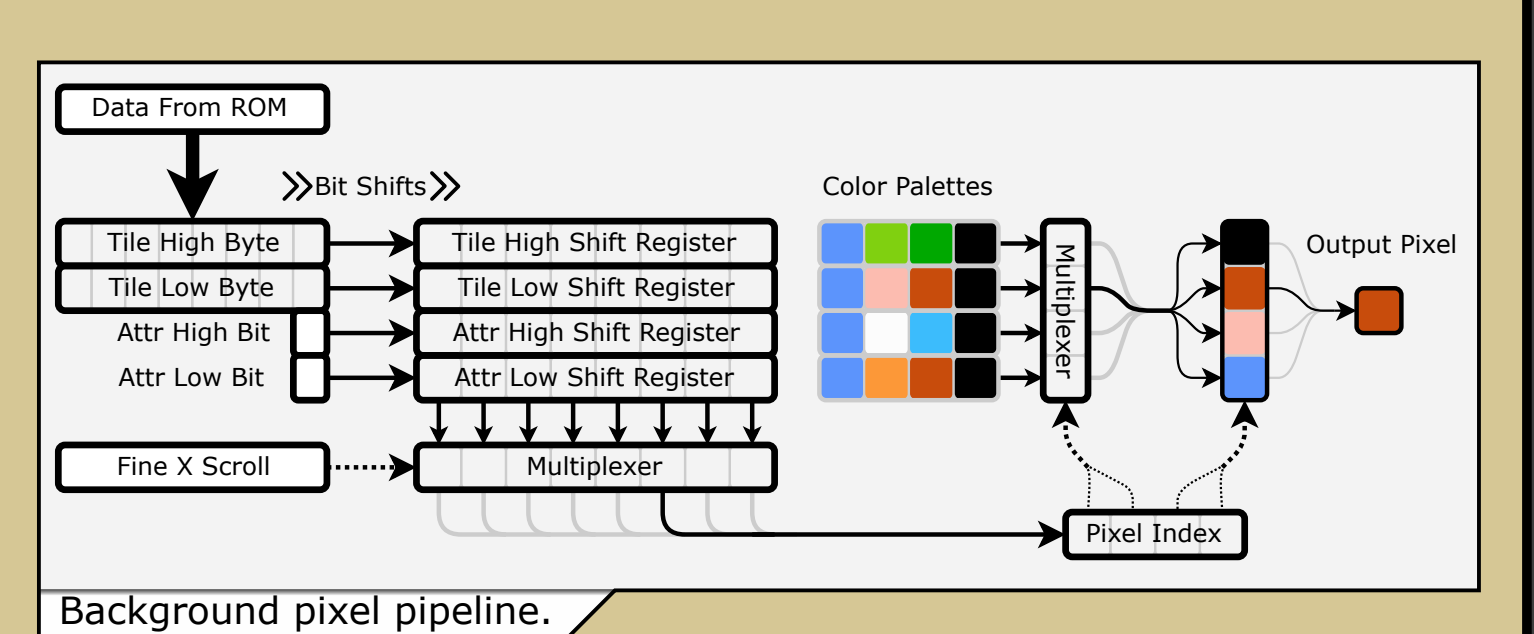 Data From ROM
Bit Shifts
Color Palettes
Tile High Byte
Tile High Shift Register
Output Pixel
Tile Low Byte
Tile Low Shift Register
Multiplexer
Attr High Bit
Attr High Shift Register
Attr Low Bit
Attr Low Shift Register
Fine X Scroll
Multiplexer
Pixel Index
Background pixel pipeline.